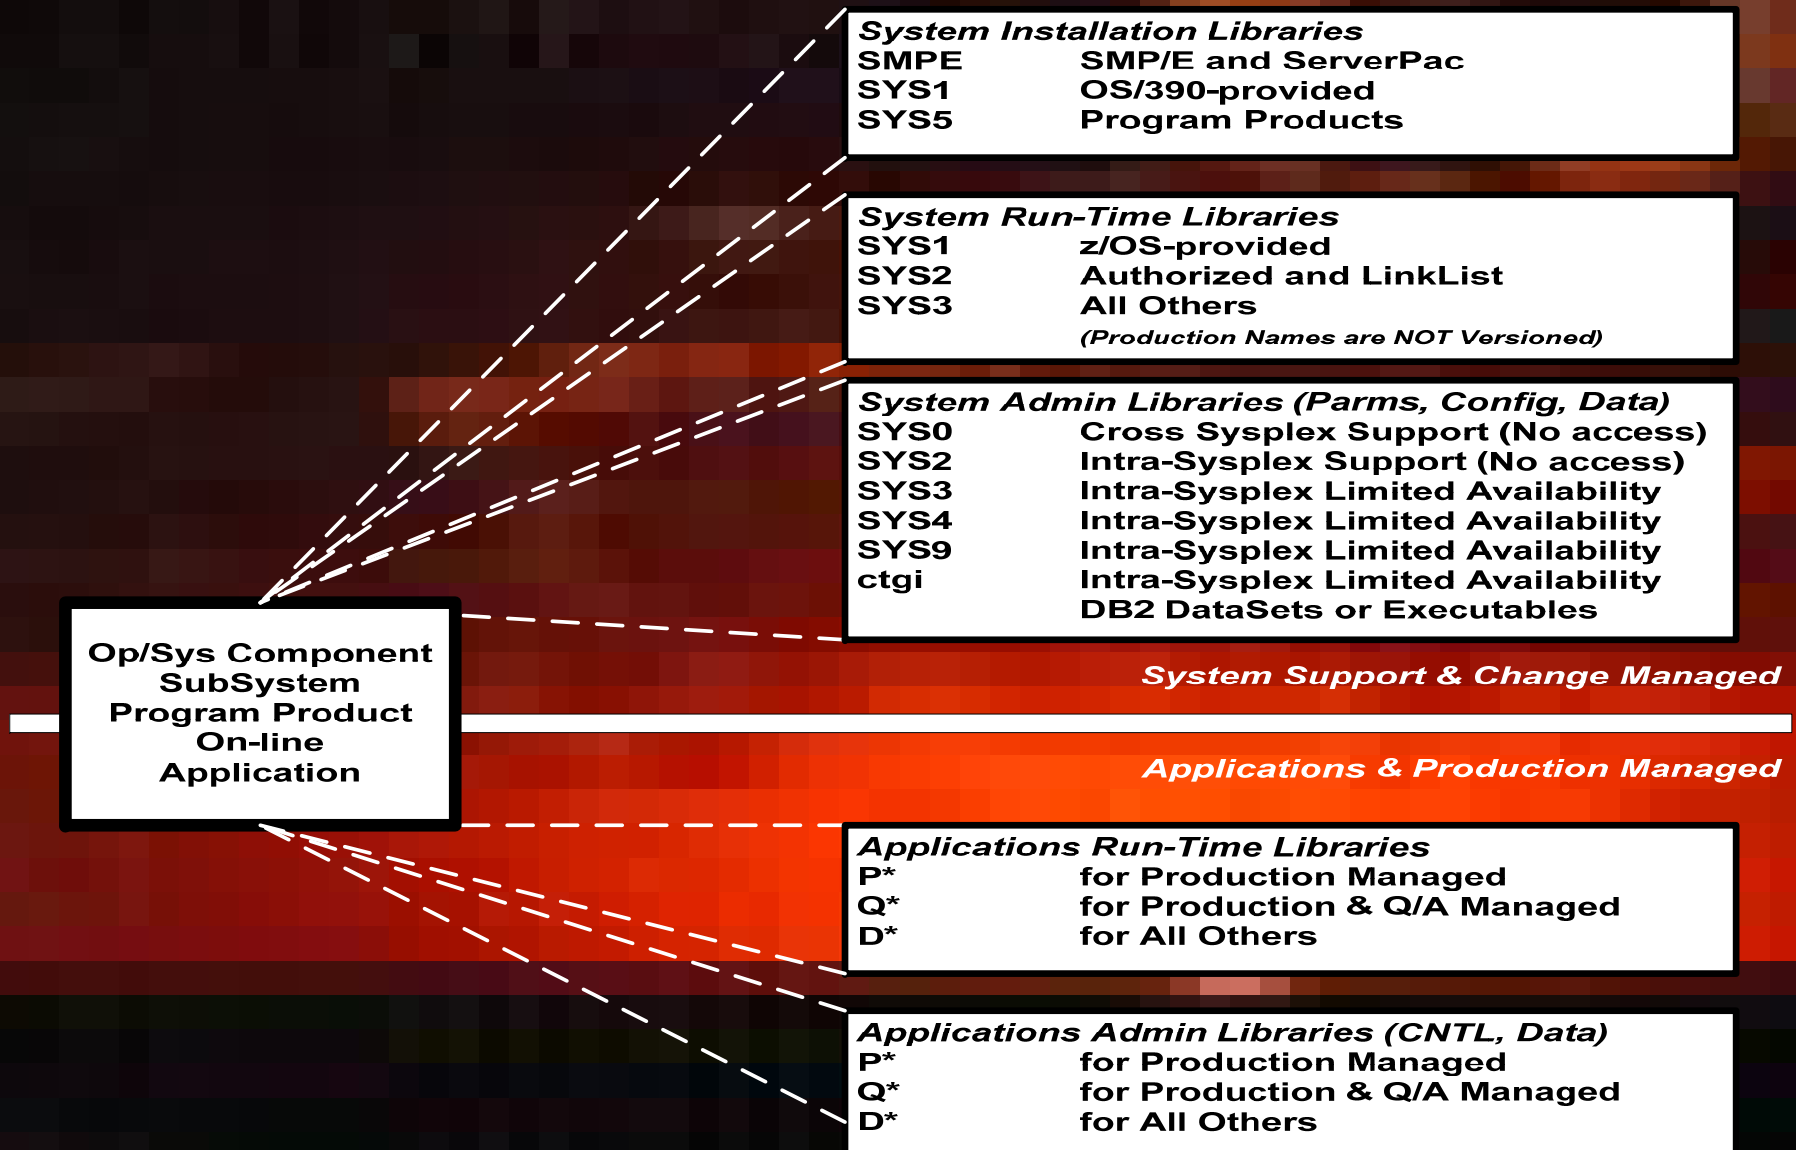 System Installation Libraries
SMPE SMP/E and ServerPac
SYS1 OS/390-provided
SYS5 Program Products
System Run-Time Libraries
SYS1 z/OS-provided
SYS2 Authorized and LinkList
SYS3 All Others
(Production Names are NOT Versioned)
System Admin Libraries (Parms, Config, Data)
SYS0 Cross Sysplex Support (No access)
SYS2 Intra-Sysplex Support (No access)
SYS3 Intra-Sysplex Limited Availability
SYS4 Intra-Sysplex Limited Availability
SYS9 Intra-Sysplex Limited Availability
ctgi Intra-Sysplex Limited Availability
DB2 DataSets or Executables
Op/Sys Component
SubSystem
Program Product
On-line
Application
System Support & Change Managed
Applications & Production Managed
Applications Run-Time Libraries
P* for Production Managed
Q* for Production & Q/A Managed
D* for All Others
Applications Admin Libraries (CNTL, Data)
P* for Production Managed
Q* for Production & Q/A Managed
D* for All Others